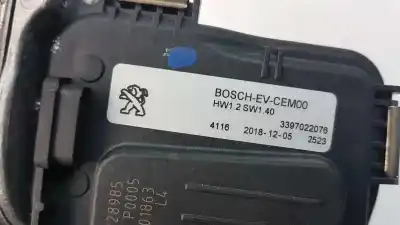 BOSCH-EV-CEM00
HW1.2 SW1.40
3397022076
4116 2018-12-05 2523
28985
P0005
01863
L4